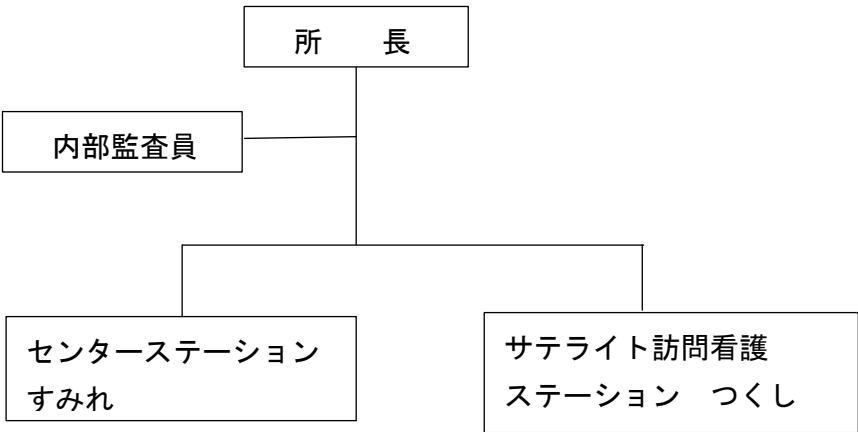 所　　長
内部監査員
センターステーション
すみれ
サテライト訪問看護
ステーション　つくし